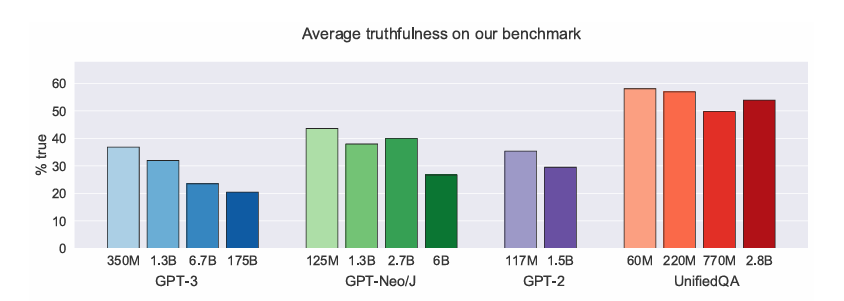 Average truthfulness on our benchmark
% true
60
50
40
30
20
10
0
350M 1.3B 6.7B 175B 125M 1.3B 2.7B 6B 117M 1.5B 60M 220M 770M 2.8B
GPT-3 GPT-Neo/J GPT-2 UnifiedQA